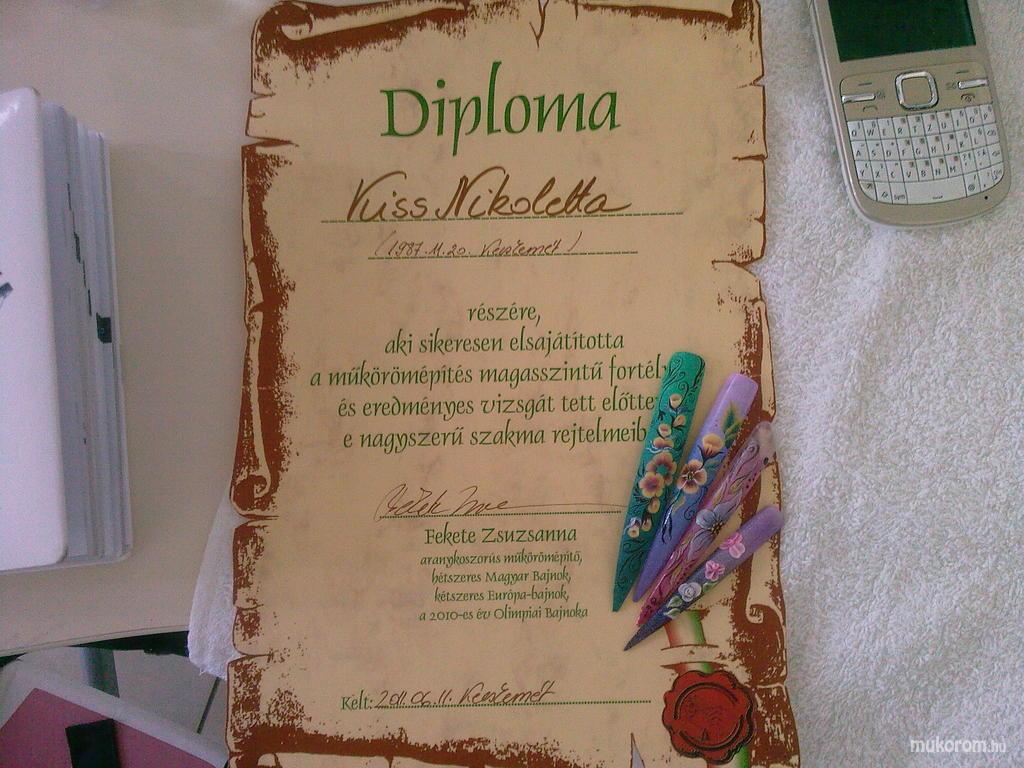 Diploma
Kiss Nikoletta
(1987.11.20. Kecskemét)
részére,
aki sikeresen elsajátította
a műkörömépítés magasszintű fortél
és eredményes vizsgát tett előtte
e nagyszerű szakma rejtelmeib
Fekete Zsuzsanna
aranykoszorús műkörömépítő,
hétszeres Magyar Bajnok,
kétszeres Európa-bajnok,
a 2010-es év Olimpiai Bajnoka
Kelt: 2011.06.11. Kecskemét
mukorom.hu